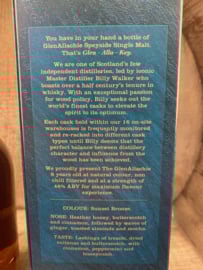 You have in your hand a bottle of
GlenAllachie Speyside Single Malt.
That's Glen - Alla - Key.
We are one of Scotland's few
independent distilleries, led by iconic
Master Distiller Billy Walker who
boasts over a half century's tenure in
whisky. With an exceptional passion
for wood policy, Billy seeks out the
world's finest casks to elevate the
spirit to its optimum.
Each cask held within our 16 on-site
warehouses is frequently monitored
and re-racked into different cask
types until Billy deems that the
perfect balance between distillery
character and influence from the
wood has been achieved.
We proudly present The GlenAllachie
8 years old at natural colour, non
chill filtered and at a strength of
46% ABV for maximum flavour
experience.
COLOUR: Sunset Bronze.
NOSE: Heather honey, butterscotch
and cinnamon, followed by waves of
ginger, toasted almonds and mocha.
TASTE: Lashings of treacle, dried
sultanas and butterscotch, with
cinnamon, peppermint and
honeycomb.